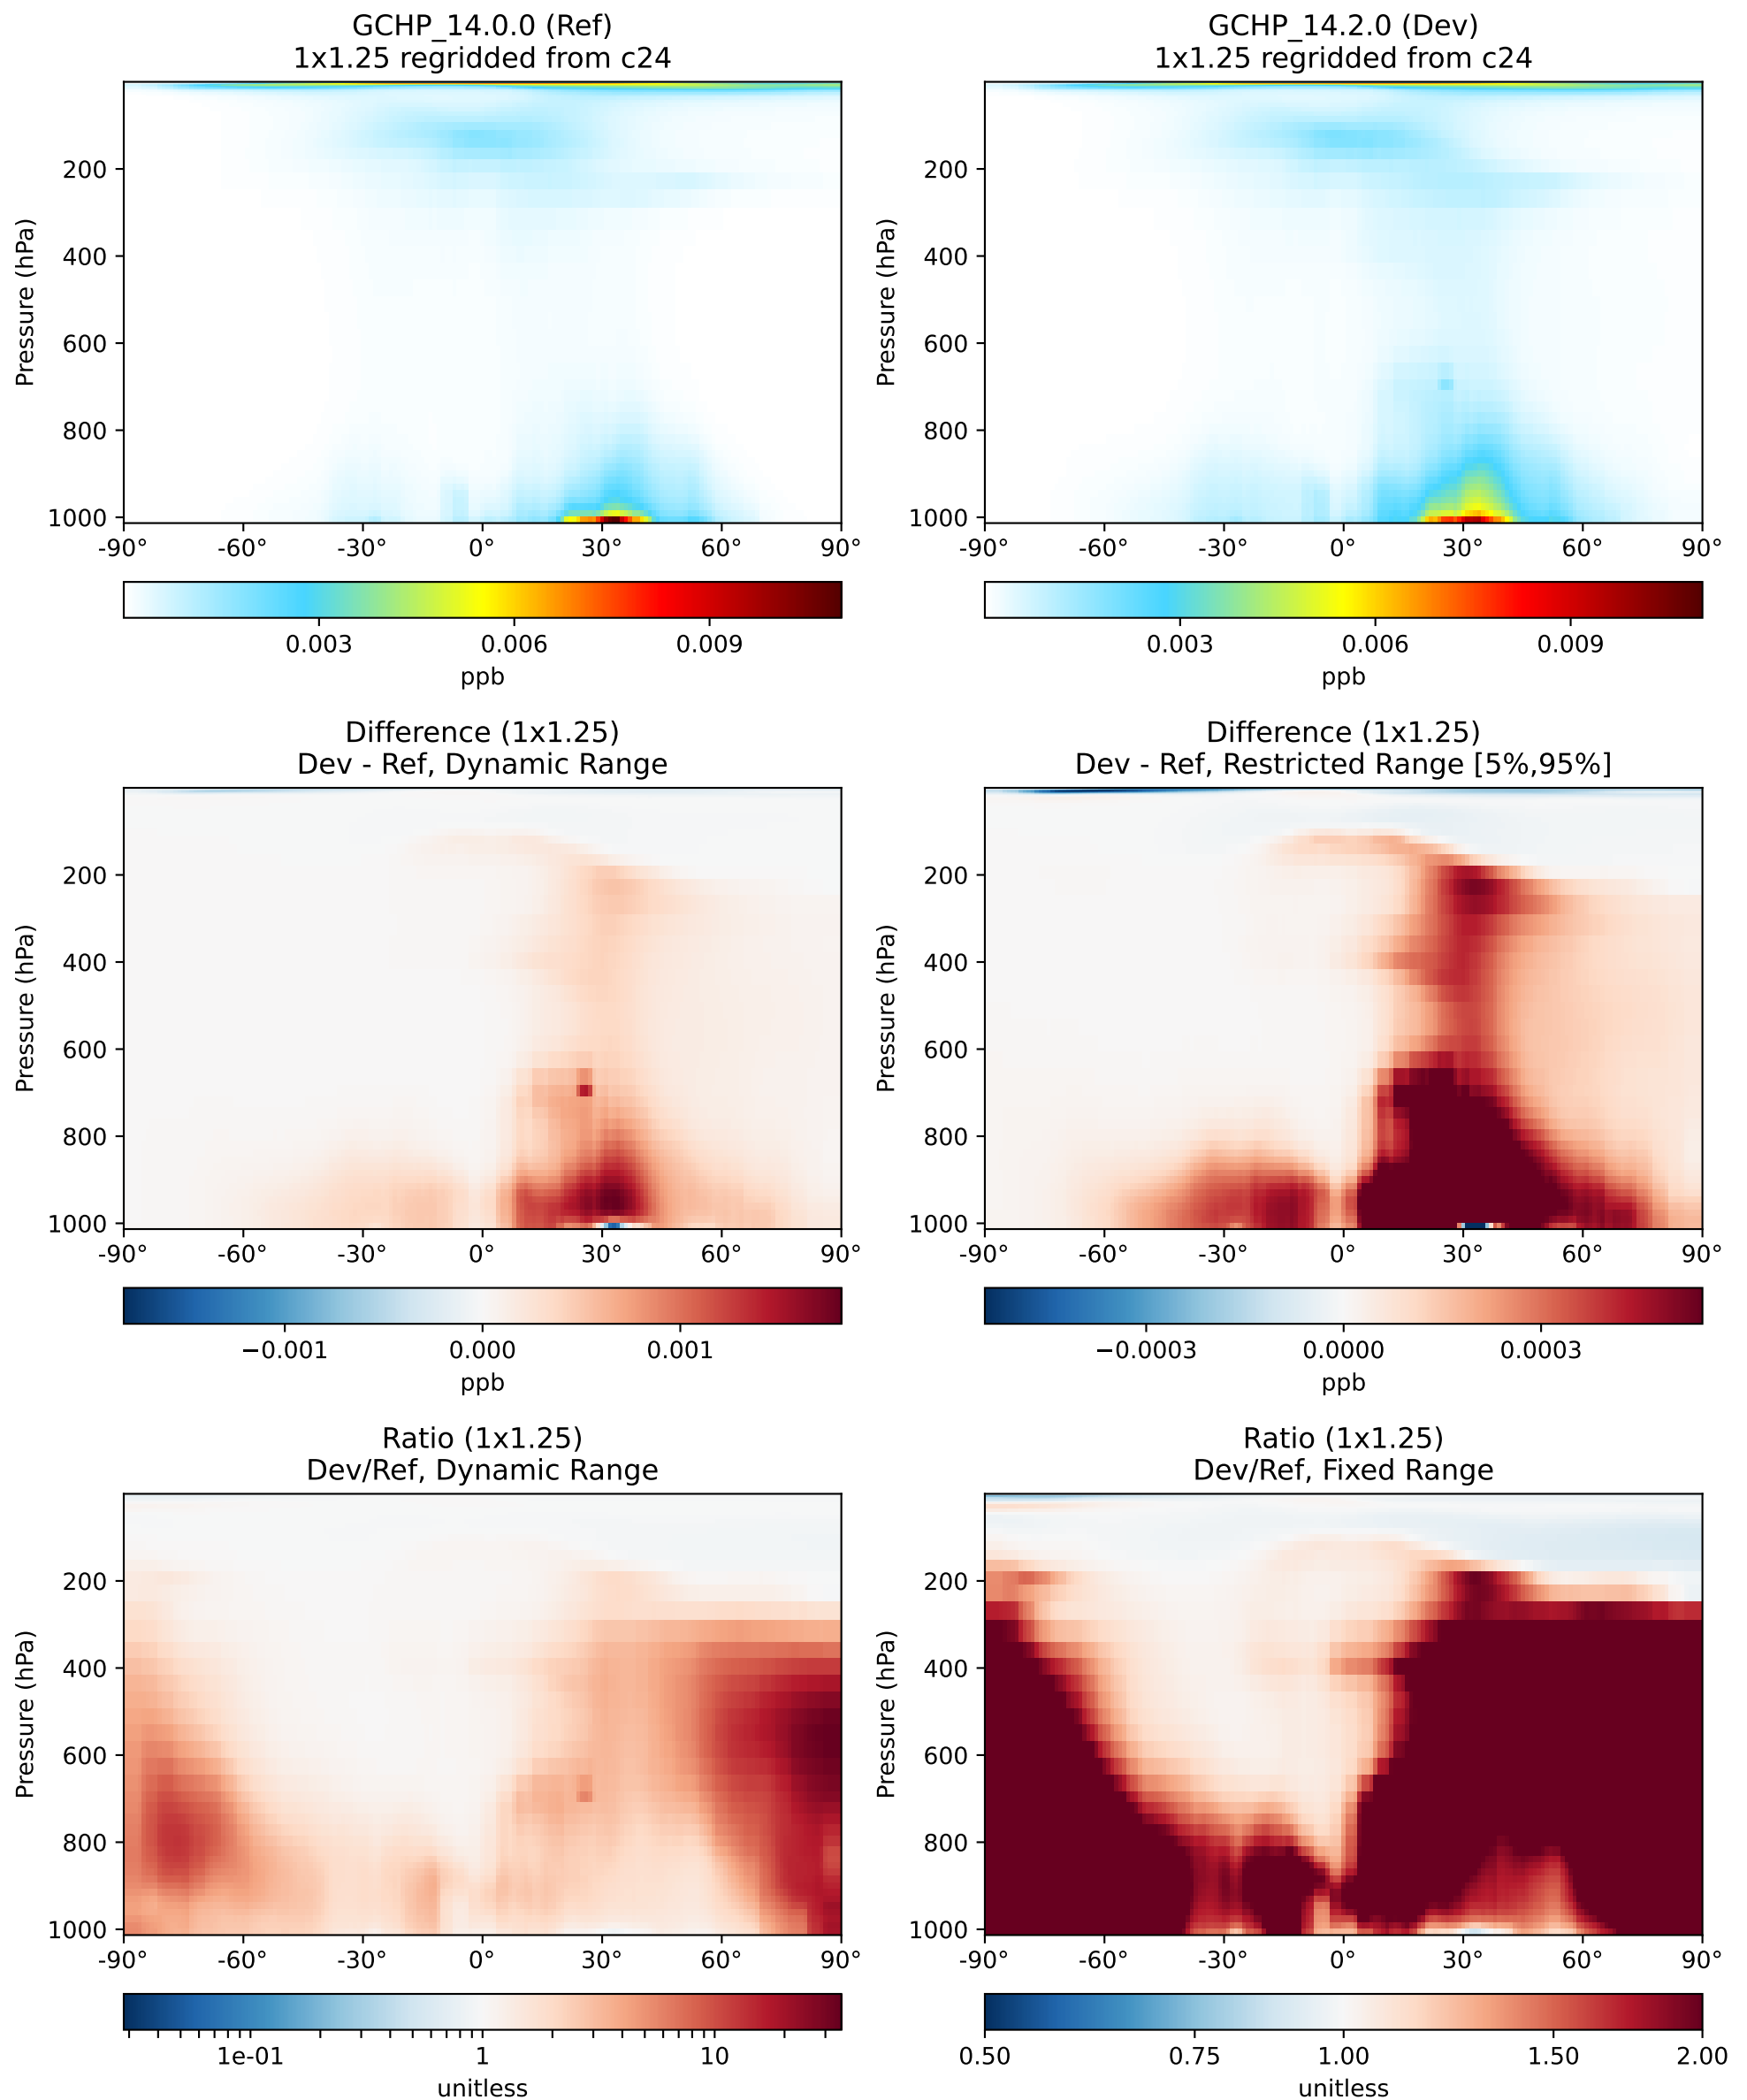 GCHP_14.0.0 (Ref)
1x1.25 regridded from c24
Pressure (hPa)
200
400
600
800
1000
-90° -60° -30° 0° 30° 60° 90°
0.003 0.006 0.009
ppb
GCHP_14.2.0 (Dev)
1x1.25 regridded from c24
Pressure (hPa)
200
400
600
800
1000
-90° -60° -30° 0° 30° 60° 90°
0.003 0.006 0.009
ppb
Difference (1x1.25)
Dev - Ref, Dynamic Range
Pressure (hPa)
200
400
600
800
1000
-90° -60° -30° 0° 30° 60° 90°
−0.001 0.000 0.001
ppb
Difference (1x1.25)
Dev - Ref, Restricted Range [5%,95%]
Pressure (hPa)
200
400
600
800
1000
-90° -60° -30° 0° 30° 60° 90°
−0.0003 0.0000 0.0003
ppb
Ratio (1x1.25)
Dev/Ref, Dynamic Range
Pressure (hPa)
200
400
600
800
1000
-90° -60° -30° 0° 30° 60° 90°
1e-01 1 10
unitless
Ratio (1x1.25)
Dev/Ref, Fixed Range
Pressure (hPa)
200
400
600
800
1000
-90° -60° -30° 0° 30° 60° 90°
0.50 0.75 1.00 1.50 2.00
unitless